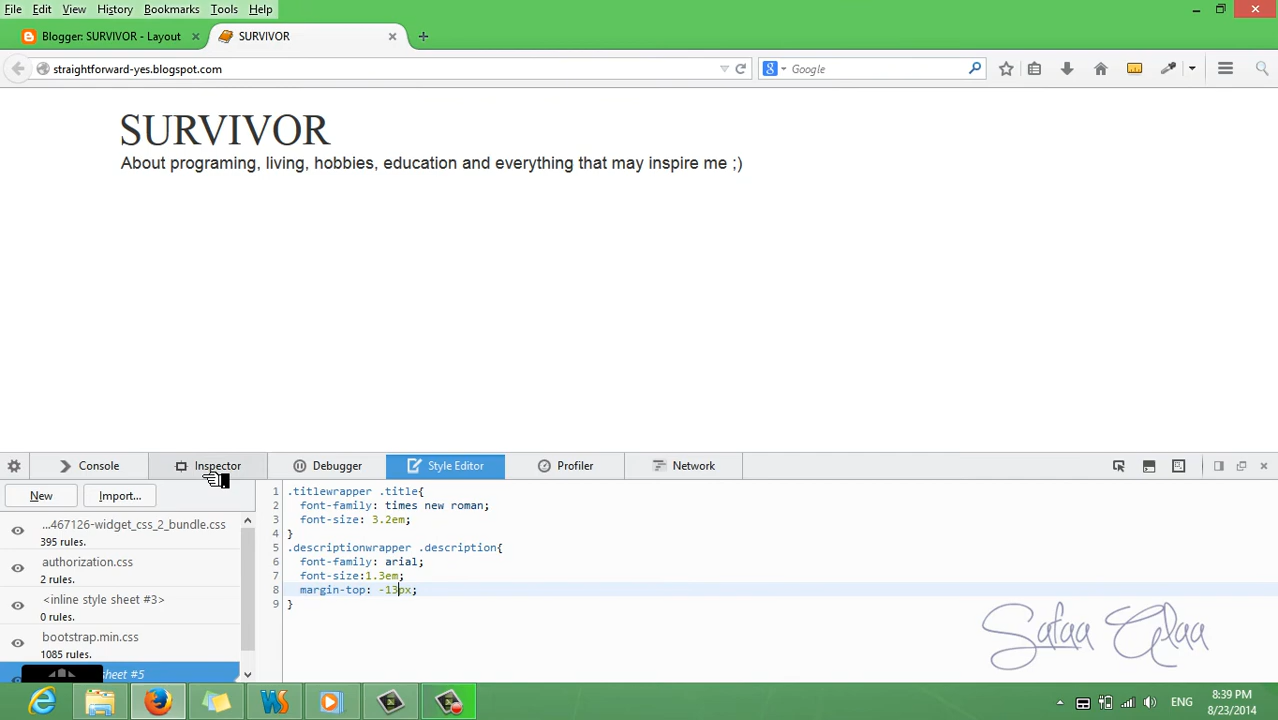 File Edit View History Bookmarks Tools Help
Blogger: SURVIVOR - Layout
SURVIVOR
straightforward-yes.blogspot.com
Google
SURVIVOR
About programing, living, hobbies, education and everything that may inspire me ;)
Console
Inspector
Debugger
Style Editor
Profiler
Network
New
Import...
...467126-widget_css_2_bundle.css
395 rules.
authorization.css
2 rules.
<inline style sheet #3>
0 rules.
bootstrap.min.css
1085 rules.
sheet #5
1 .titlewrapper .title{
2 font-family: times new roman;
3 font-size: 3.2em;
4 }
5 .descriptionwrapper .description{
6 font-family: arial;
7 font-size:1.3em;
8 margin-top: -13px;
9 }
Safaa Alaa
ENG
8:39 PM
8/23/2014